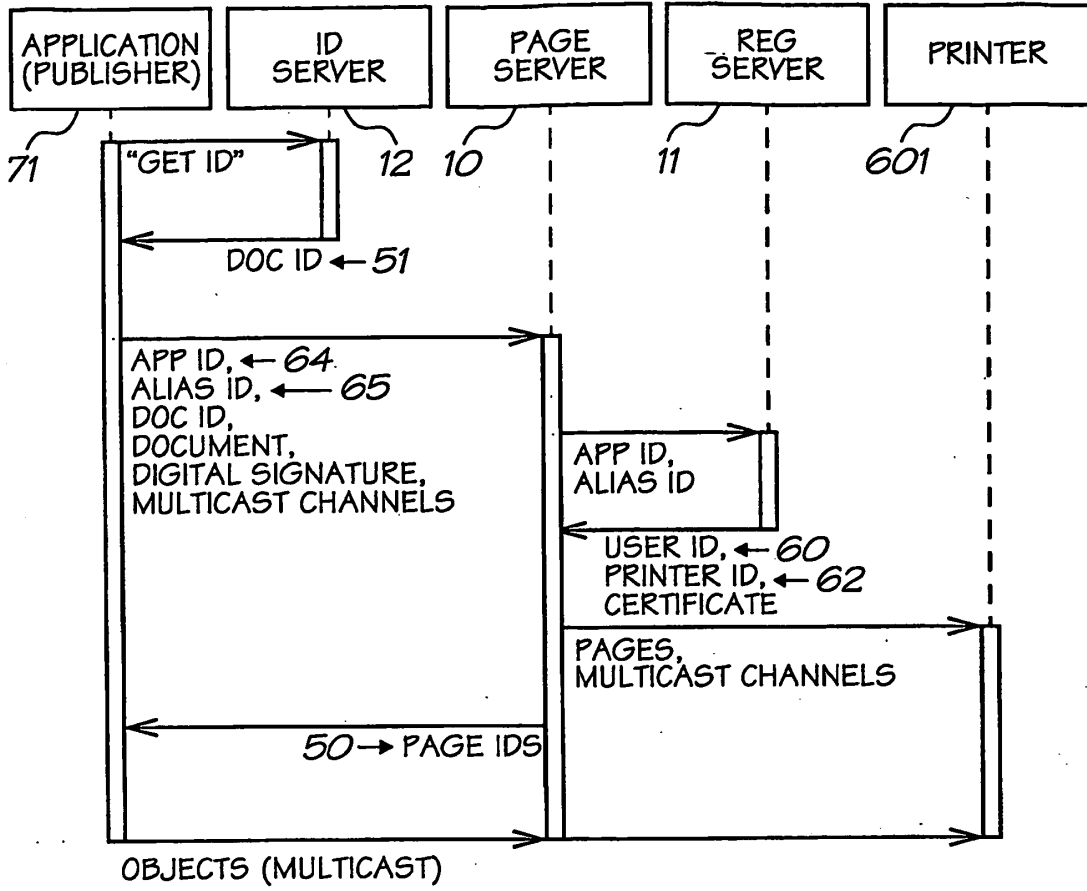 APPLICATION
(PUBLISHER)
ID
SERVER
PAGE
SERVER
REG
SERVER
PRINTER
71
12
10
11
601
"GET ID"
DOC ID ← 51
APP ID, ← 64
ALIAS ID, ← 65
DOC ID,
DOCUMENT,
DIGITAL SIGNATURE,
MULTICAST CHANNELS
APP ID,
ALIAS ID
USER ID, ← 60
PRINTER ID, ← 62
CERTIFICATE
PAGES,
MULTICAST CHANNELS
50 → PAGE IDS
OBJECTS (MULTICAST)